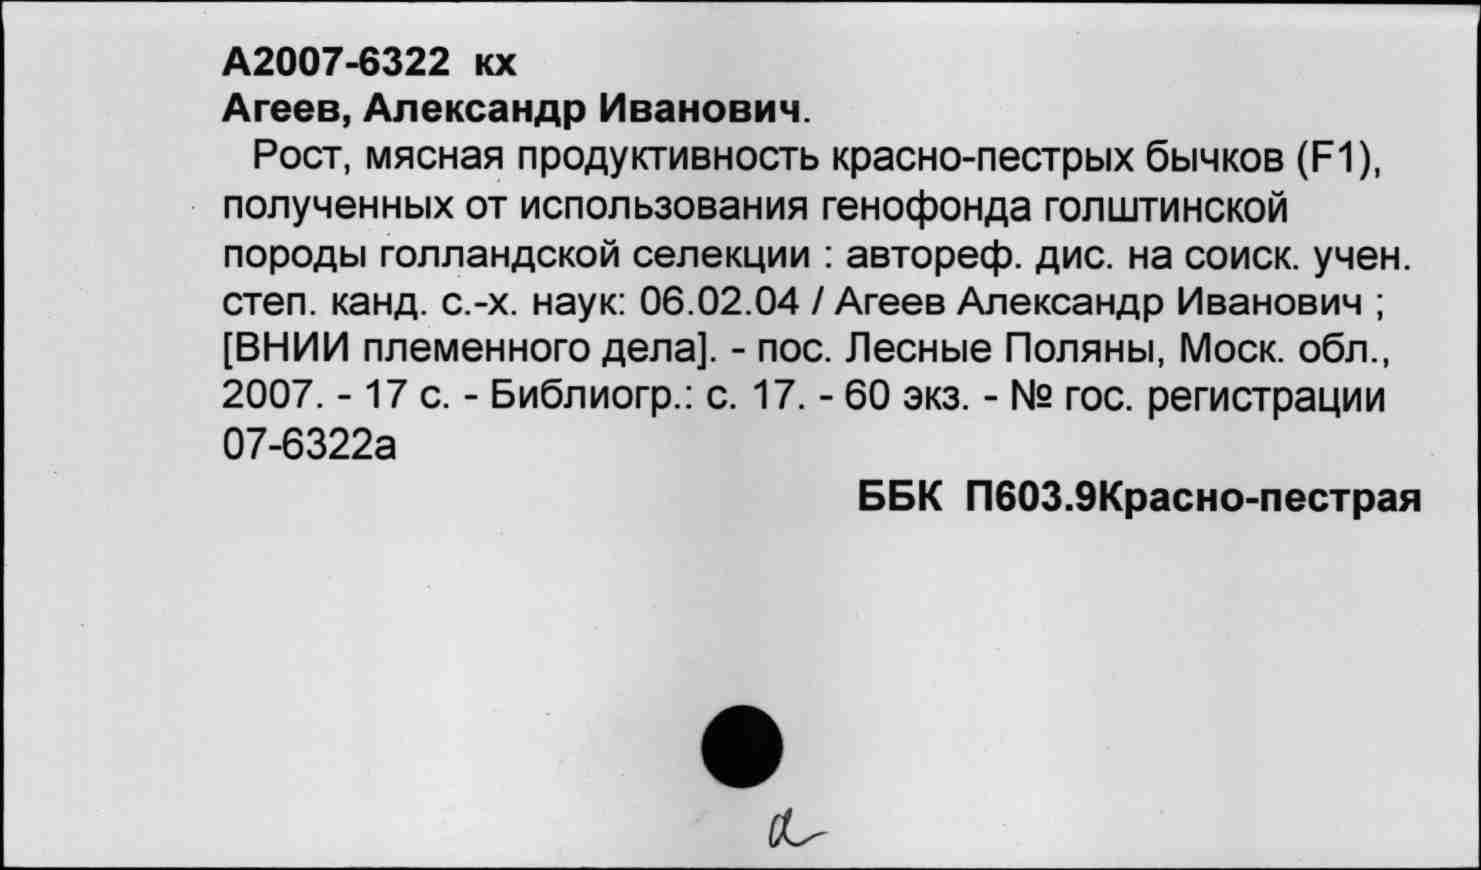 А2007-6322 кх
Агеев, Александр Иванович.
Рост, мясная продуктивность красно-пестрых бычков (F1),
полученных от использования генофонда голштинской
породы голландской селекции : автореф. дис. на соиск. учен.
степ. канд. с.-х. наук: 06.02.04 / Агеев Александр Иванович ;
[ВНИИ племенного дела]. - пос. Лесные Поляны, Моск. обл.,
2007. - 17 с. - Библиогр.: с. 17. - 60 экз. - № гос. регистрации
07-6322а
ББК П603.9Красно-пестрая